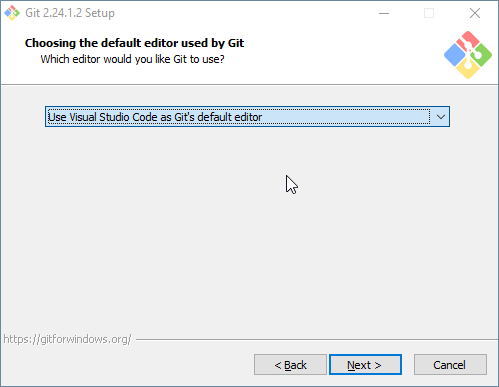 Git 2.24.1.2 Setup
Choosing the default editor used by Git
Which editor would you like Git to use?
Use Visual Studio Code as Git's default editor
https://gitforwindows.org/
< Back
Next >
Cancel